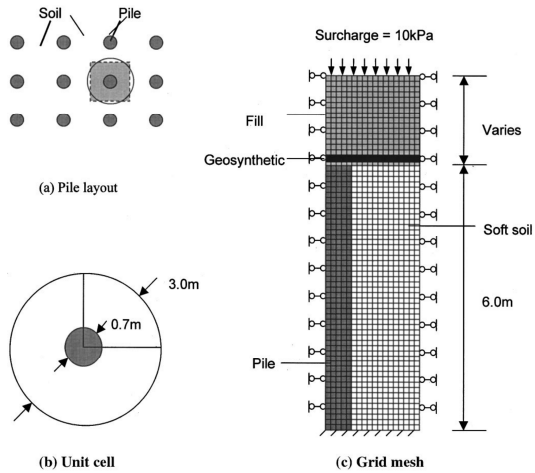 Soil
Pile
(a) Pile layout
3.0m
0.7m
(b) Unit cell
Surcharge = 10kPa
Fill
Varies
Geosynthetic
Soft soil
6.0m
Pile
(c) Grid mesh